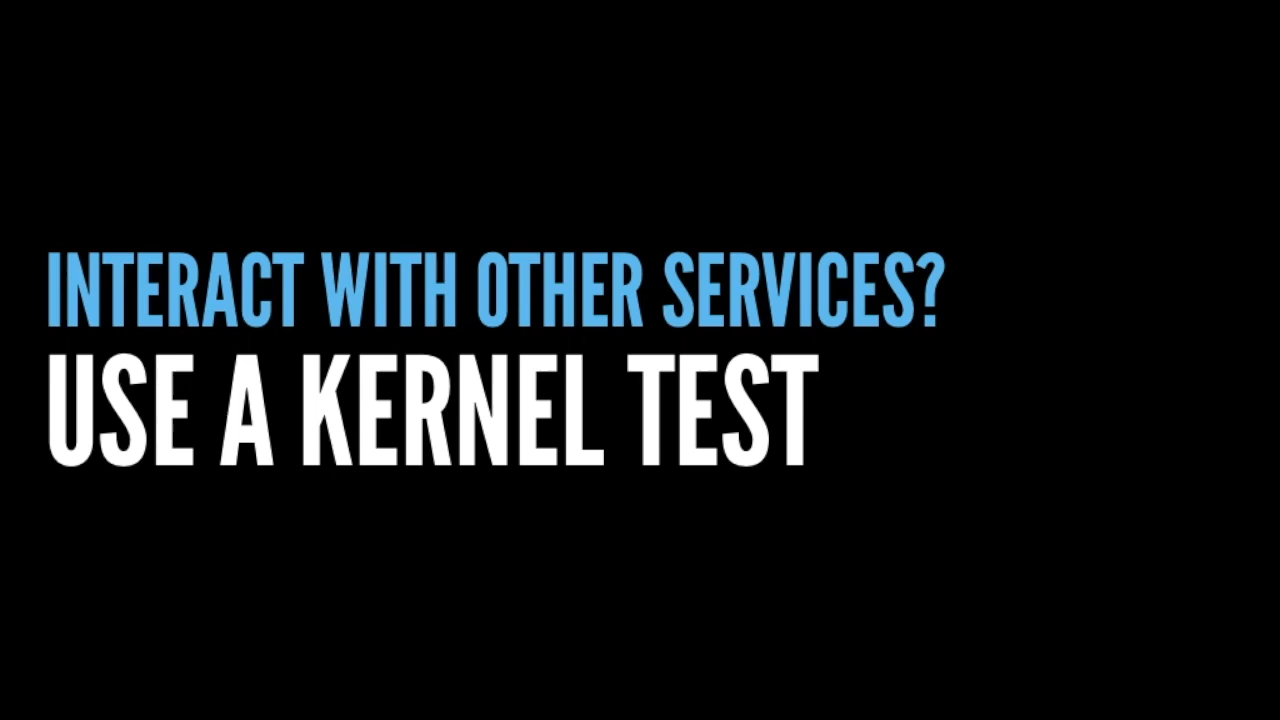 INTERACT WITH OTHER SERVICES?
USE A KERNEL TEST